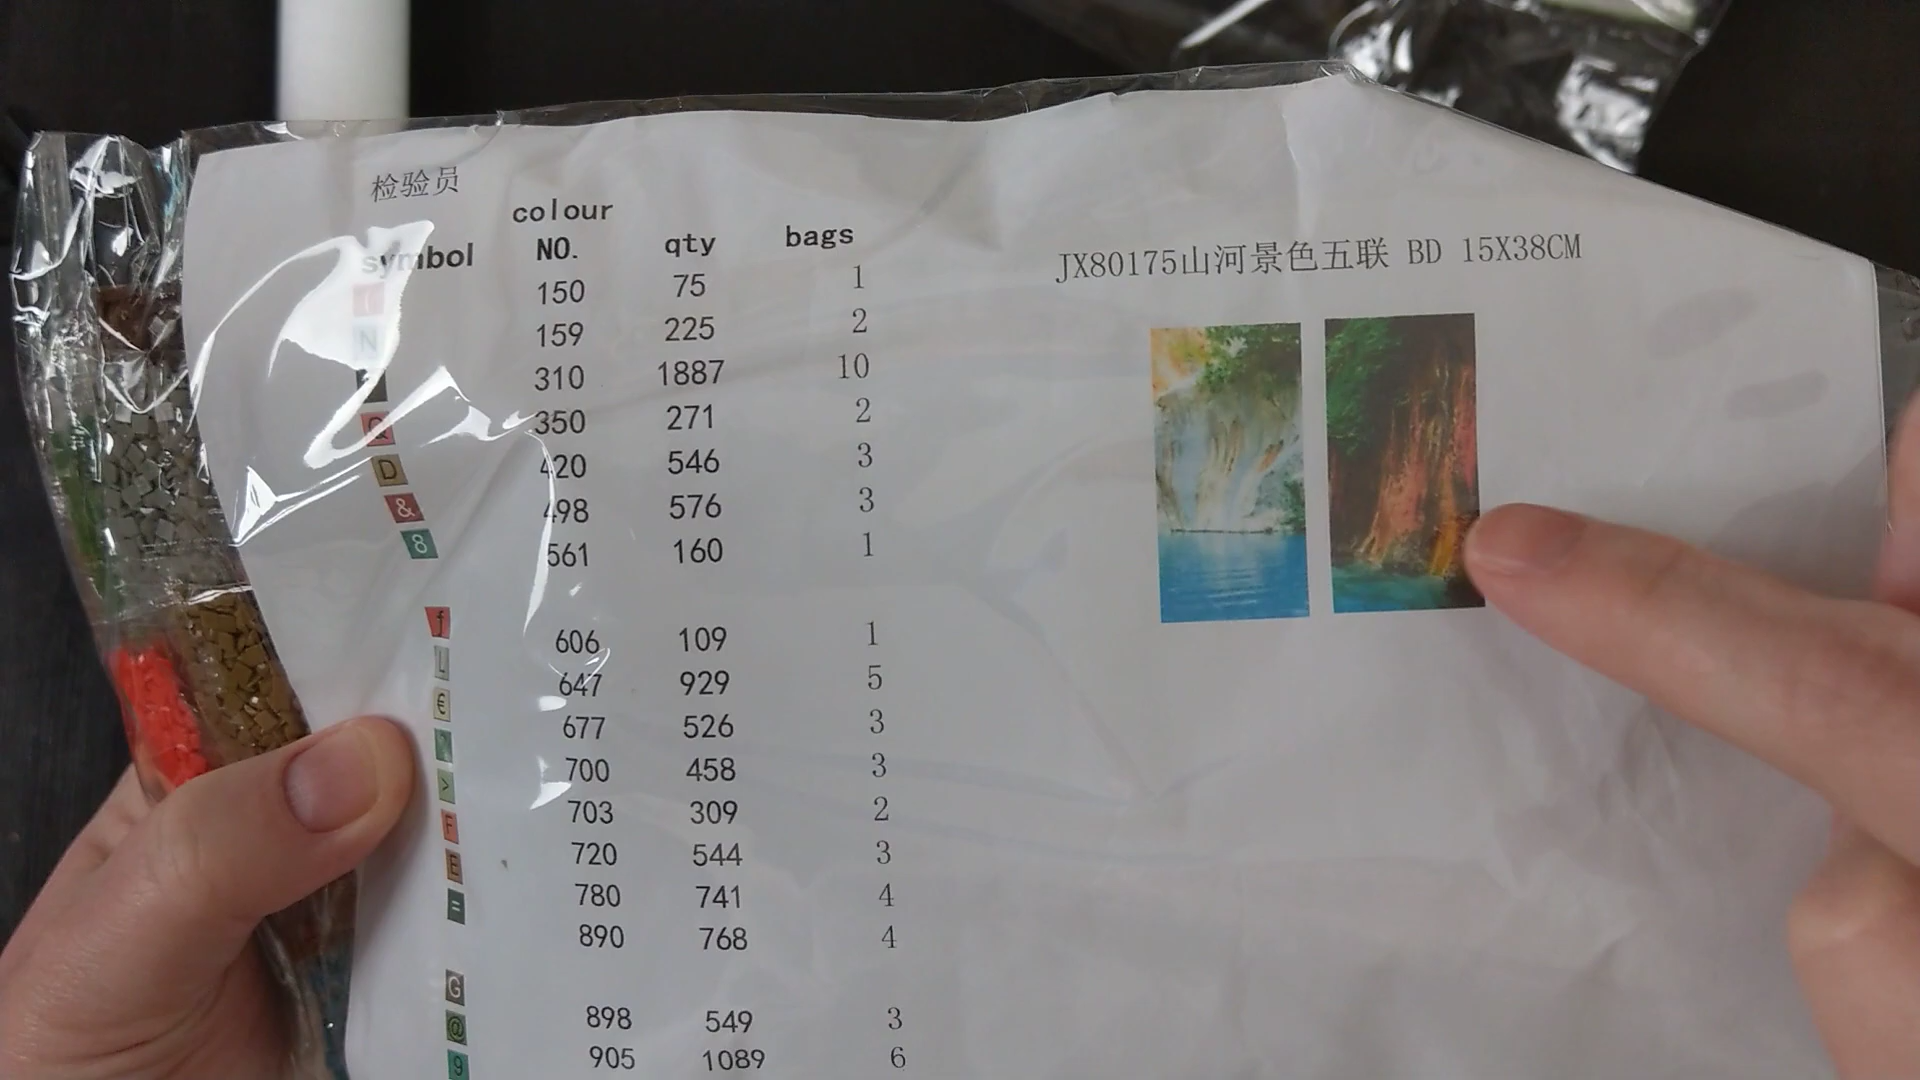 检验员
symbol colour NO. qty bags
JX80175山河景色五联 BD 15X38CM
150 75 1
N 159 225 2
310 1887 10
Q 350 271 2
D 420 546 3
& 498 576 3
8 561 160 1
f 606 109 1
L 647 929 5
€ 677 526 3
700 458 3
> 703 309 2
F 720 544 3
E 780 741 4
= 890 768 4
G 898 549 3
@ 905 1089 6
9